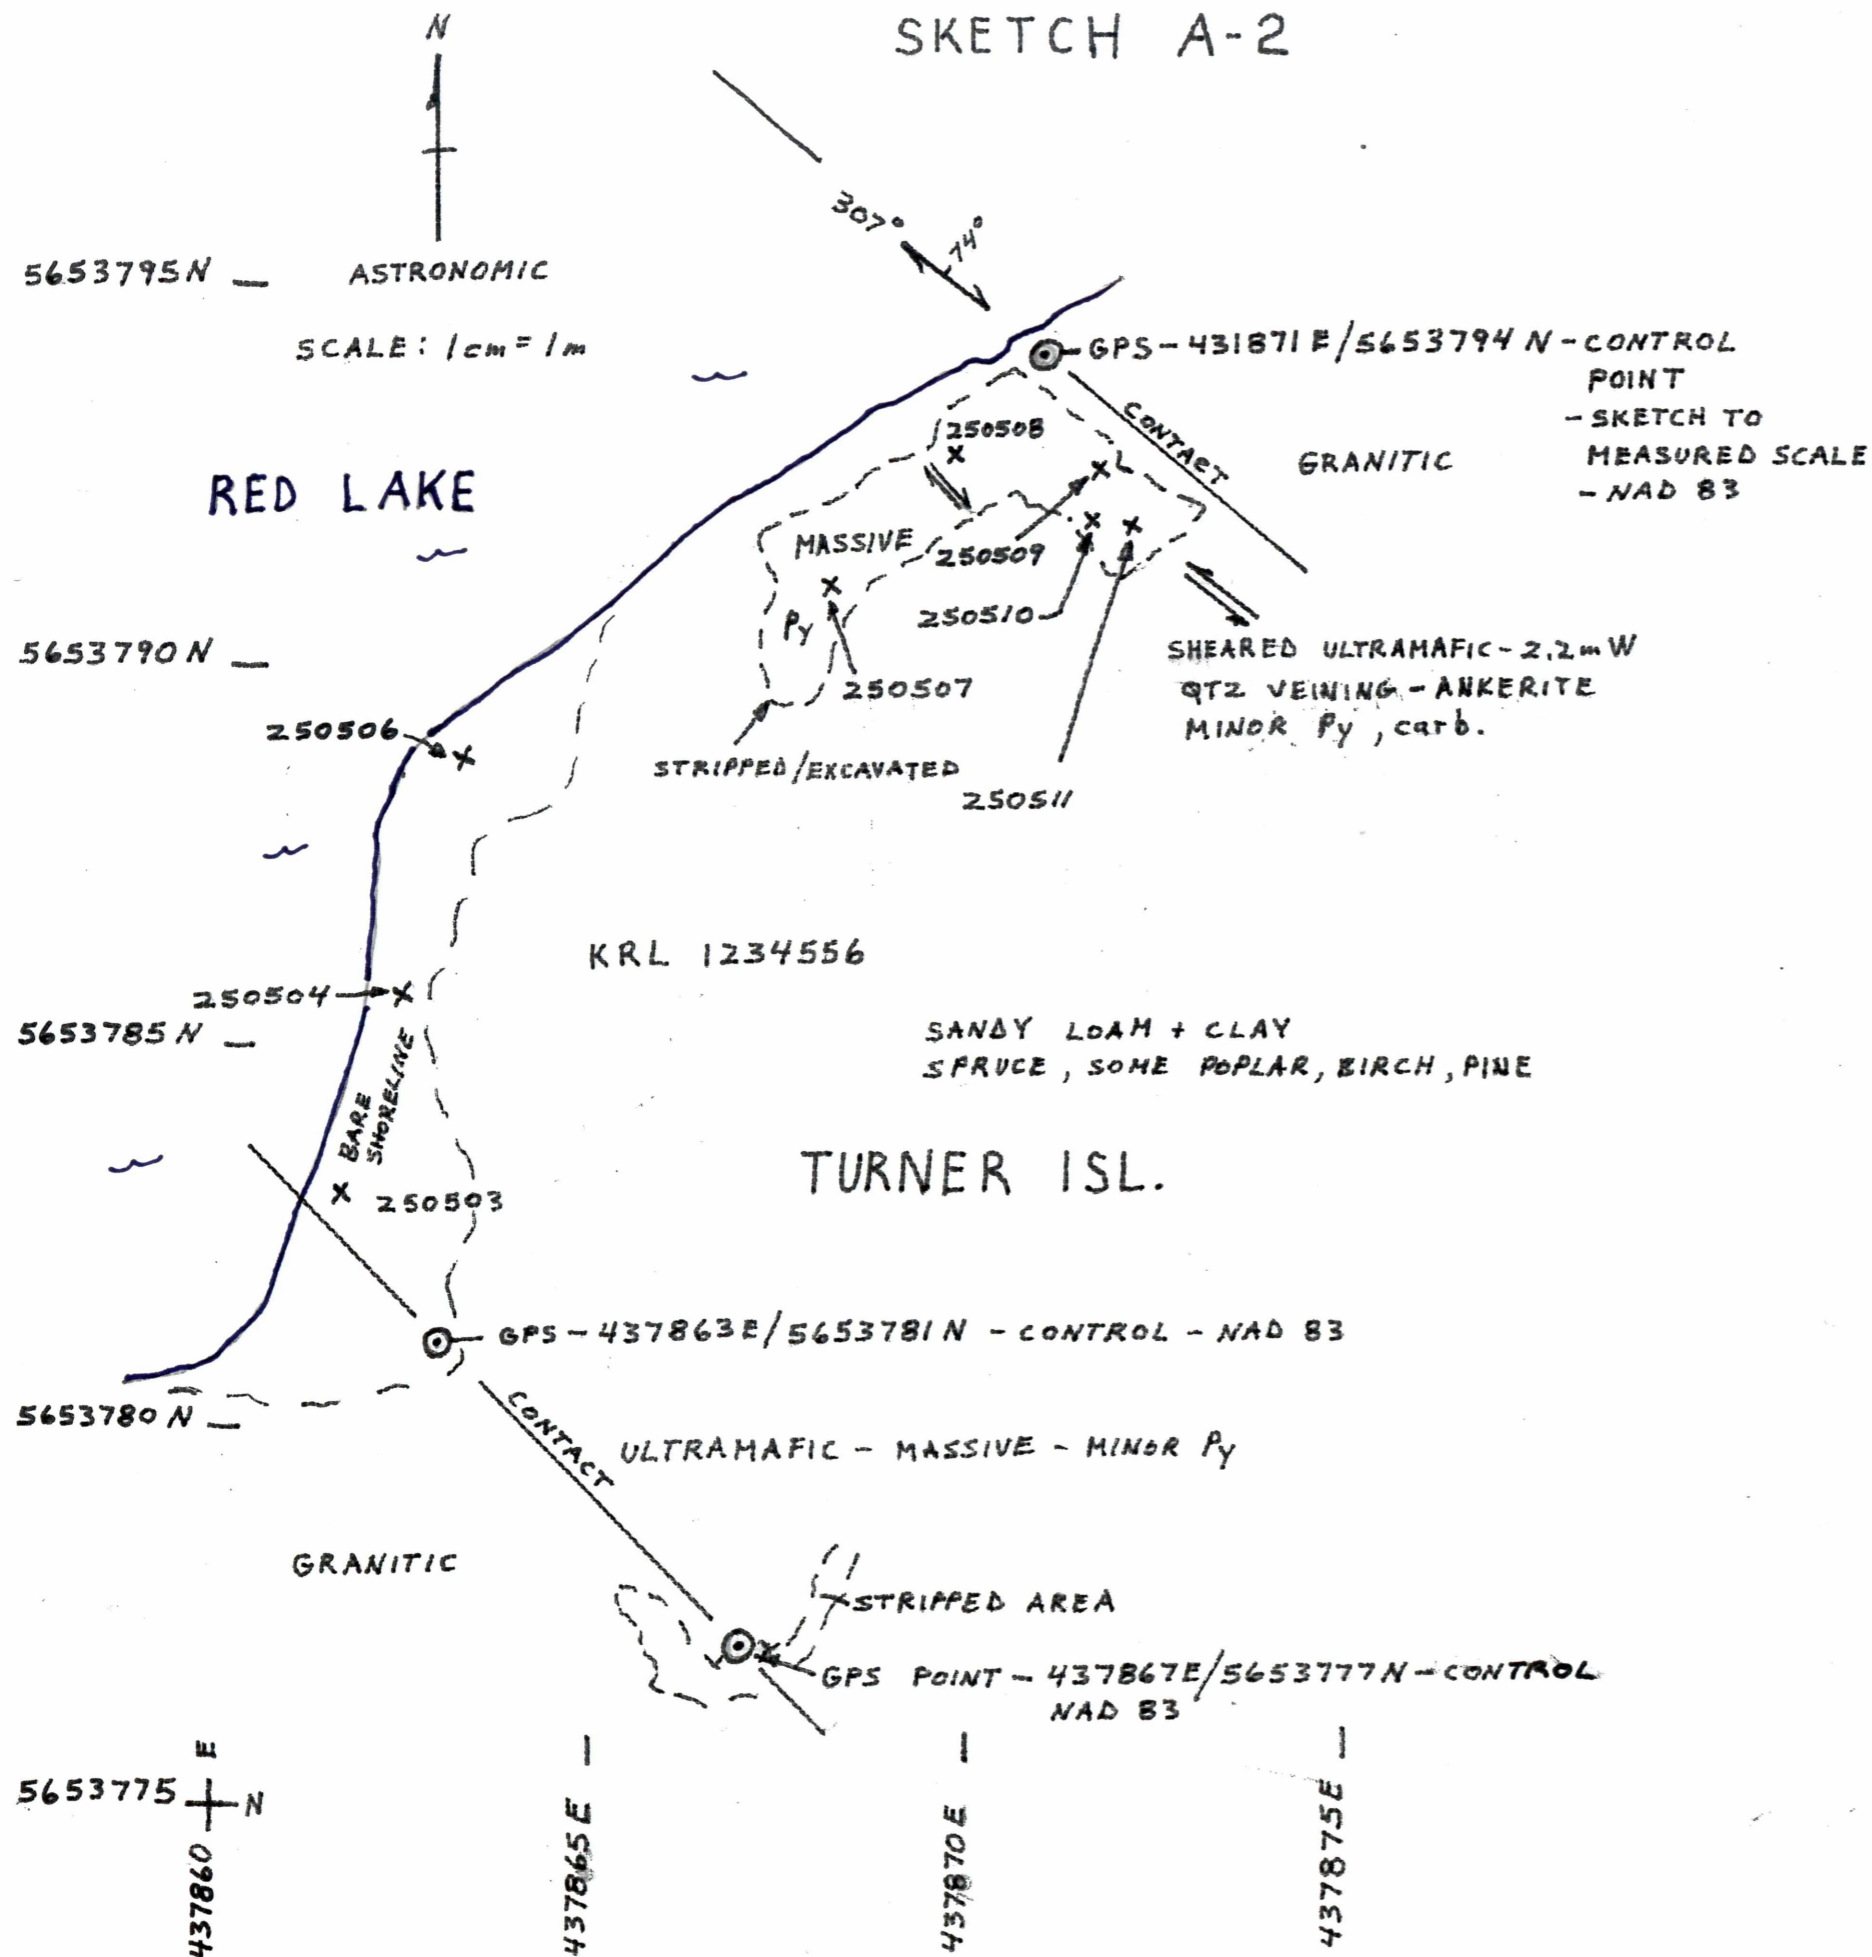 SKETCH A-2
N
307°
74°
5653795N
ASTRONOMIC
SCALE: 1cm = 1m
GPS - 431871E/5653794N - CONTROL
POINT
- SKETCH TO
MEASURED SCALE
- NAD 83
CONTACT
GRANITIC
250508
RED LAKE
MASSIVE
250509
Py
250510
5653790N
250507
SHEARED ULTRAMAFIC - 2.2mW
QTZ VEINING - ANKERITE
MINOR Py, carb.
250506
STRIPPED/EXCAVATED
250511
KRL 1234556
250504
5653785N
SANDY LOAM + CLAY
SPRUCE, SOME POPLAR, BIRCH, PINE
BARE
SHORELINE
TURNER ISL.
250503
GPS - 437863E/5653781N - CONTROL - NAD 83
5653780N
CONTACT
ULTRAMAFIC - MASSIVE - MINOR Py
GRANITIC
STRIPPED AREA
GPS POINT - 437867E/5653777N - CONTROL
NAD 83
E
5653775 N
437860
437865E
437870E
437875E